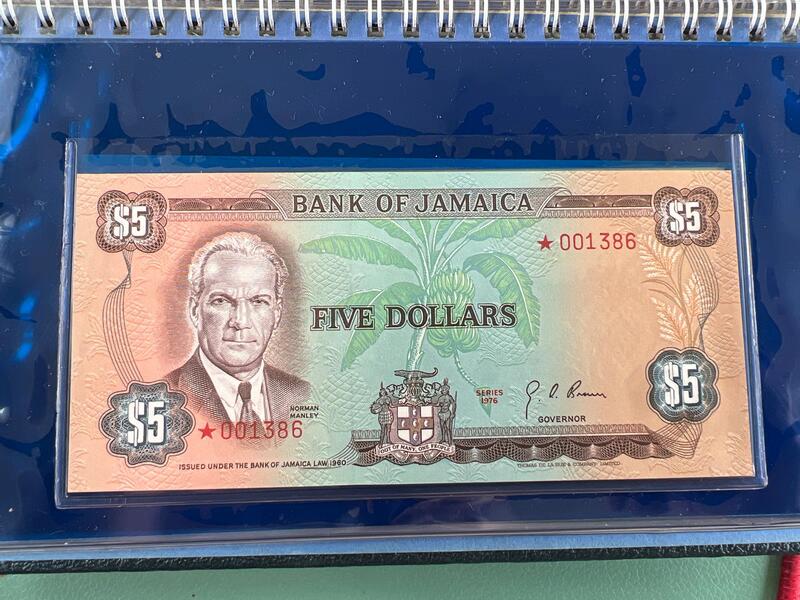 BANK OF JAMAICA
$5
$5
★001386
FIVE DOLLARS
SERIES
1976
G. A. Brown
GOVERNOR
NORMAN
MANLEY
$5
$5
★001386
OUT OF MANY, ONE PEOPLE
ISSUED UNDER THE BANK OF JAMAICA LAW 1960
THOMAS DE LA RUE & COMPANY, LIMITED